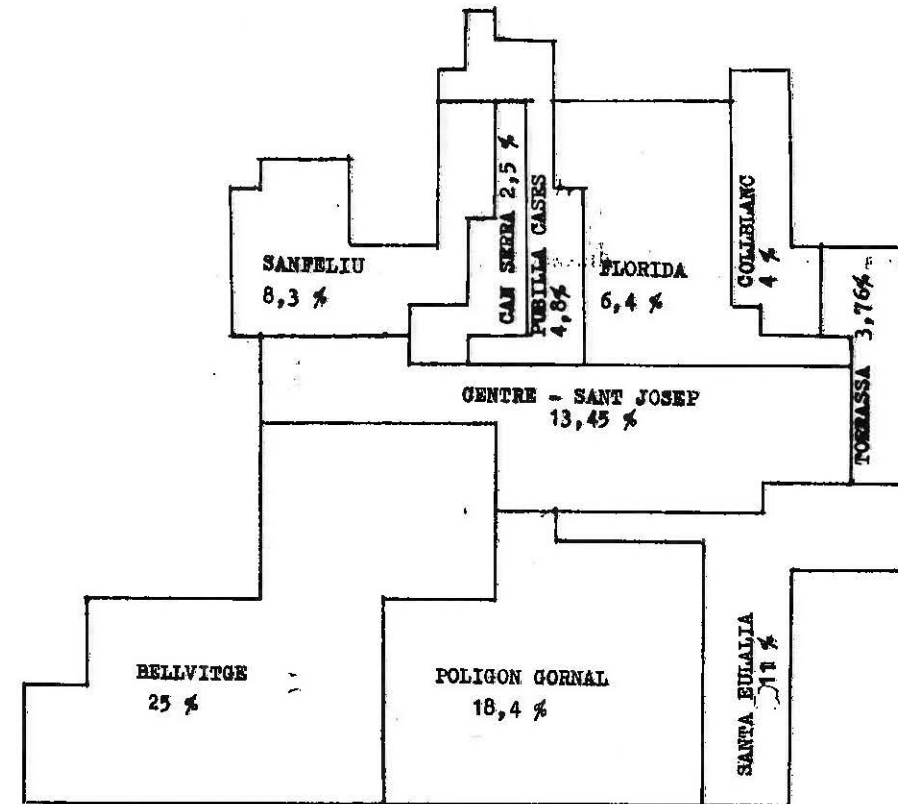 CAN SERRA 2,5 %
PUBILLA CASES
4,8%
COLLBLANC
4 %
SANFELIU
8,3 %
FLORIDA
6,4 %
TORRASSA 3,76%
CENTRE - SANT JOSEP
13,45 %
BELLVITGE
25 %
POLIGON GORNAL
18,4 %
SANTA EULALIA
11 %